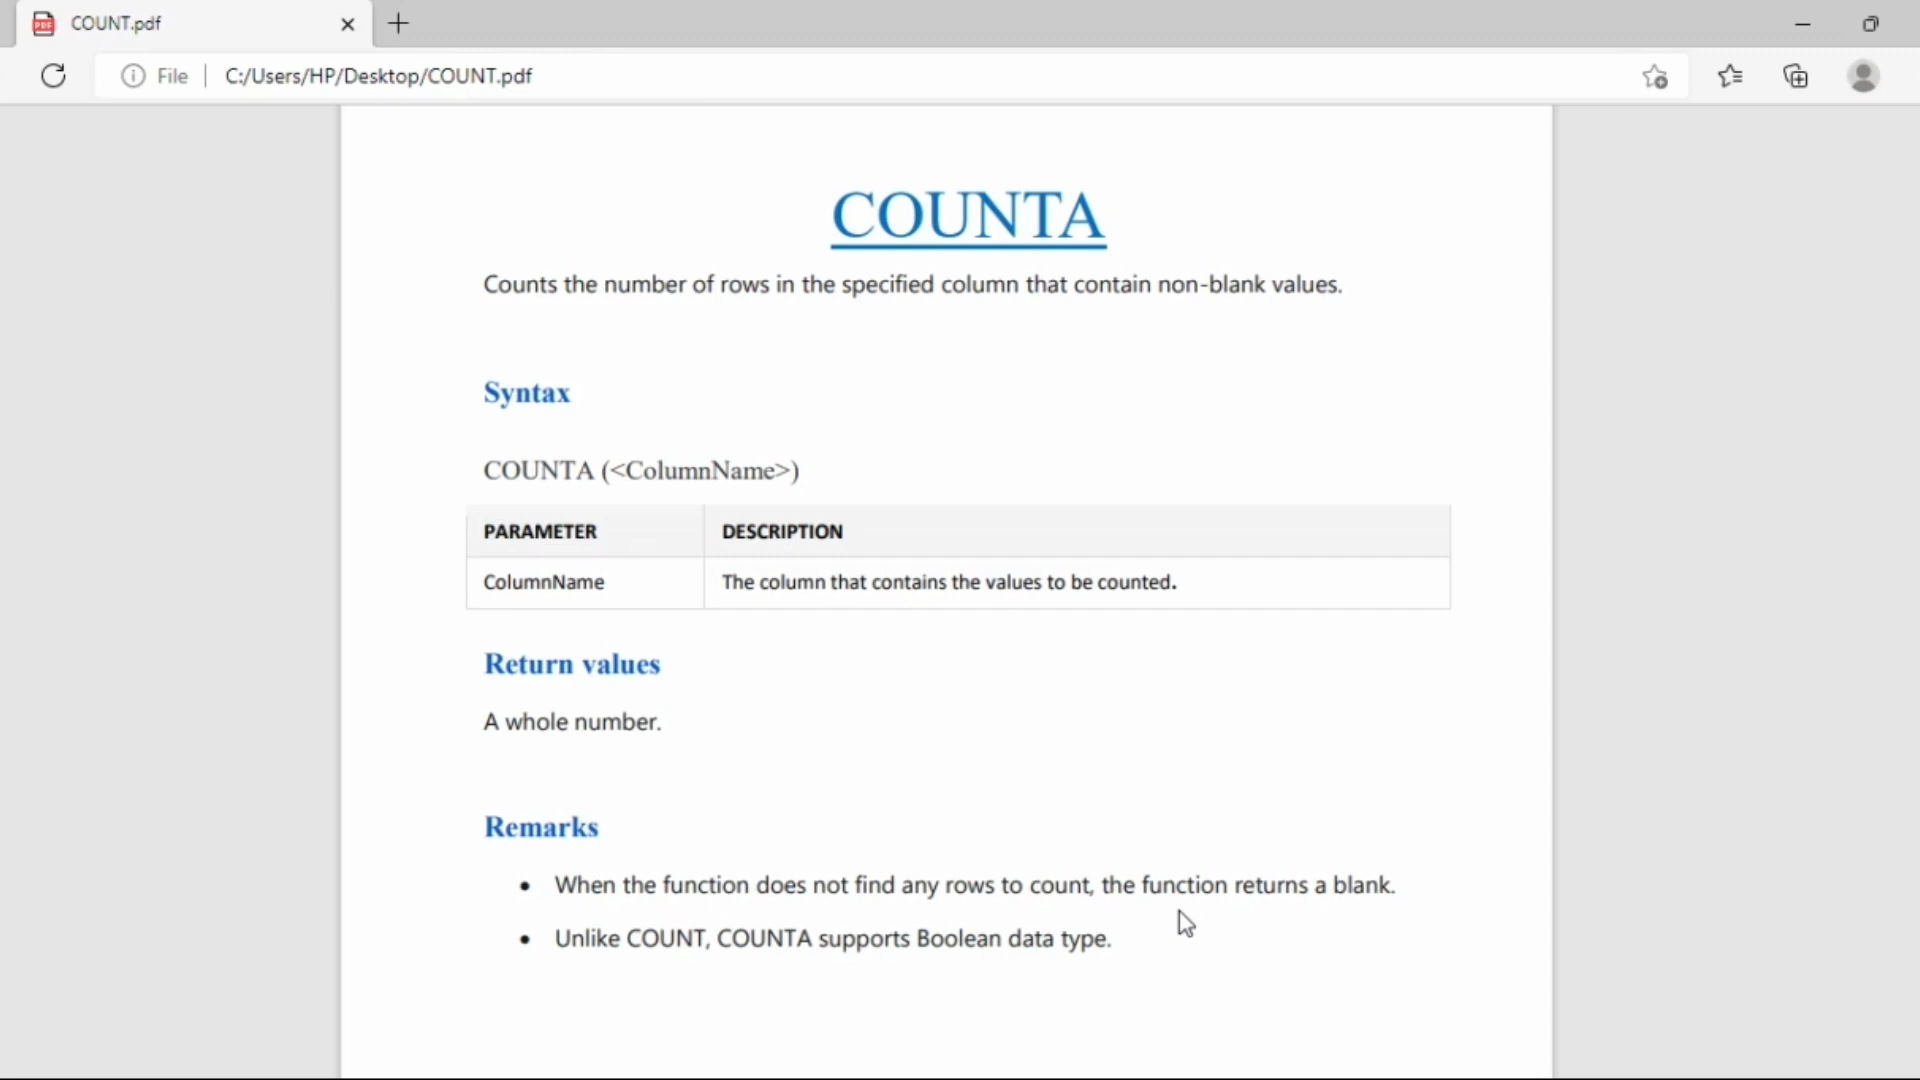 COUNT.pdf
File C:/Users/HP/Desktop/COUNT.pdf
COUNTA
Counts the number of rows in the specified column that contain non-blank values.
Syntax
COUNTA (<ColumnName>)
PARAMETER DESCRIPTION
ColumnName The column that contains the values to be counted.
Return values
A whole number.
Remarks
• When the function does not find any rows to count, the function returns a blank.
• Unlike COUNT, COUNTA supports Boolean data type.